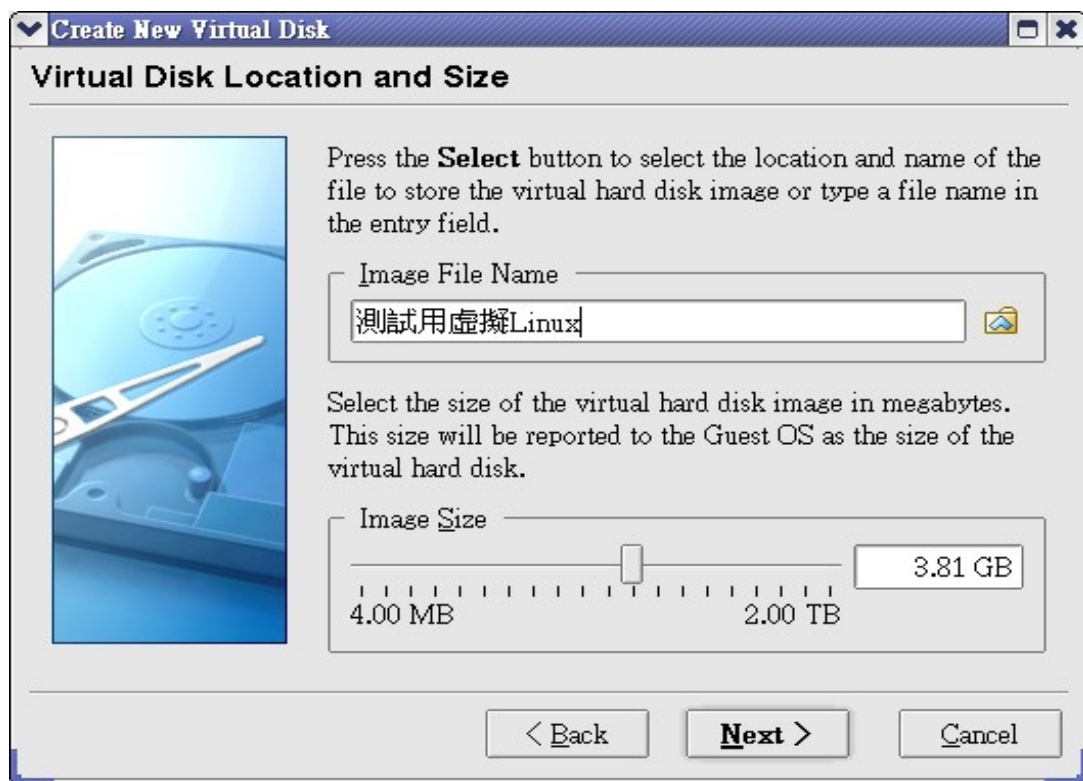 Create New Virtual Disk
Virtual Disk Location and Size
Press the Select button to select the location and name of the
file to store the virtual hard disk image or type a file name in
the entry field.
Image File Name
測試用虛擬Linux
Select the size of the virtual hard disk image in megabytes.
This size will be reported to the Guest OS as the size of the
virtual hard disk.
Image Size
3.81 GB
4.00 MB 2.00 TB
< Back Next > Cancel